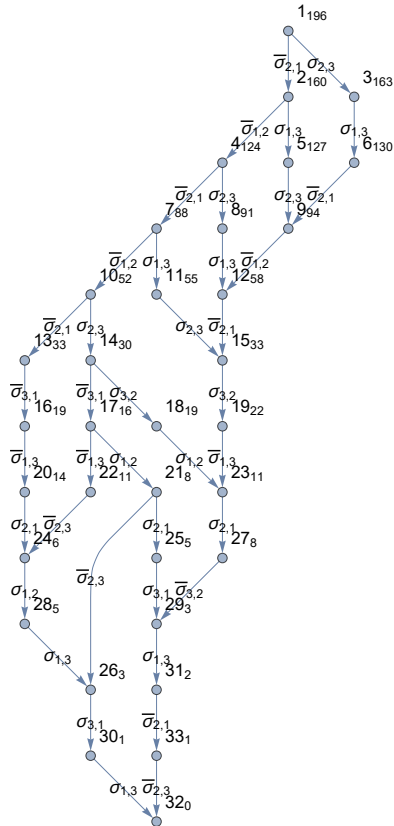 1₁₉₆
σ̅₂,₁ σ₂,₃
2₁₆₀ 3₁₆₃
σ̅₁,₂ σ₁,₃ σ₁,₃
4₁₂₄ 5₁₂₇ 6₁₃₀
σ̅₂,₁ σ₂,₃ σ₂,₃ σ̅₂,₁
7₈₈ 8₉₁ 9₉₄
σ̅₁,₂ σ₁,₃ σ₁,₃ σ̅₁,₂
10₅₂ 11₅₅ 12₅₈
σ̅₂,₁ σ₂,₃ σ₂,₃ σ̅₂,₁
13₃₃ 14₃₀ 15₃₃
σ̅₃,₁ σ̅₃,₁ σ₃,₂ σ₃,₂
16₁₉ 17₁₆ 18₁₉ 19₂₂
σ̅₁,₃ σ̅₁,₃ σ₁,₂ σ₁,₂ σ̅₁,₃
20₁₄ 22₁₁ 21₈ 23₁₁
σ₂,₁ σ̅₂,₃ σ₂,₁ σ₂,₁
24₆ 25₅ 27₈
σ̅₂,₃
σ₁,₂ σ₃,₁ σ̅₃,₂
28₅ 29₃
σ₁,₃ σ₁,₃
26₃ 31₂
σ₃,₁ σ̅₂,₁
30₁ 33₁
σ₁,₃ σ̅₂,₃
32₀